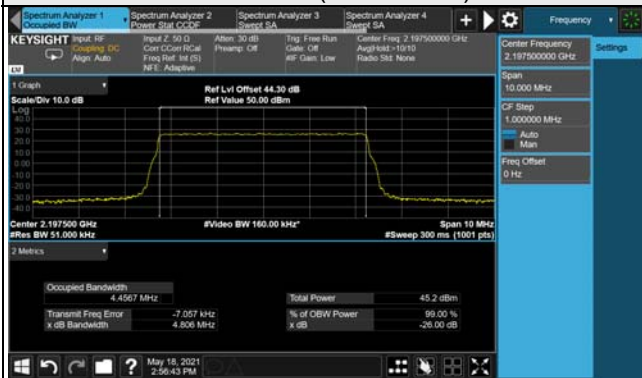 Spectrum Analyzer 1
Occupied BW
Spectrum Analyzer 2
Power Stat CCDF
Spectrum Analyzer 3
Swept SA
Spectrum Analyzer 4
Swept SA
+
Frequency
KEYSIGHT
Input: RF
Coupling: DC
Align: Auto
Input Z: 50 Ω
Corr CCorr RCal
Freq Ref: Int (S)
NFE: Adaptive
Atten: 30 dB
Preamp: Off
Trig: Free Run
Gate: Off
#IF Gain: Low
Center Freq: 2.197500000 GHz
Avg|Hold:>10/10
Radio Std: None
LM
Center Frequency
2.197500000 GHz
Settings
Span
10.000 MHz
CF Step
1.000000 MHz
Auto
Man
Freq Offset
0 Hz
1 Graph
Scale/Div 10.0 dB
Ref Lvl Offset 44.30 dB
Ref Value 50.00 dBm
Log
40.0
30.0
20.0
10.0
0.00
-10.0
-20.0
-30.0
-40.0
Center 2.197500 GHz
#Res BW 51.000 kHz
#Video BW 160.00 kHz*
Span 10 MHz
#Sweep 300 ms (1001 pts)
2 Metrics
Occupied Bandwidth
4.4567 MHz
Total Power 45.2 dBm
Transmit Freq Error -7.057 kHz
% of OBW Power 99.00 %
x dB Bandwidth 4.806 MHz
x dB -26.00 dB
?
May 18, 2021
2:56:43 PM